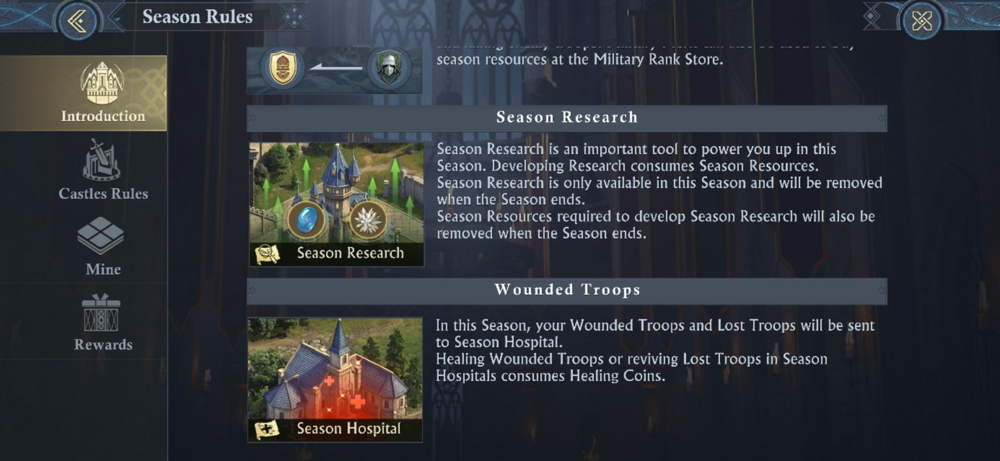 Season Rules
season resources at the Military Rank Store.
Introduction
Season Research
Season Research is an important tool to power you up in this
Season. Developing Research consumes Season Resources.
Season Research is only available in this Season and will be removed
when the Season ends.
Season Resources required to develop Season Research will also be
removed when the Season ends.
Season Research
Castles Rules
Mine
Rewards
Wounded Troops
In this Season, your Wounded Troops and Lost Troops will be sent
to Season Hospital.
Healing Wounded Troops or reviving Lost Troops in Season
Hospitals consumes Healing Coins.
Season Hospital